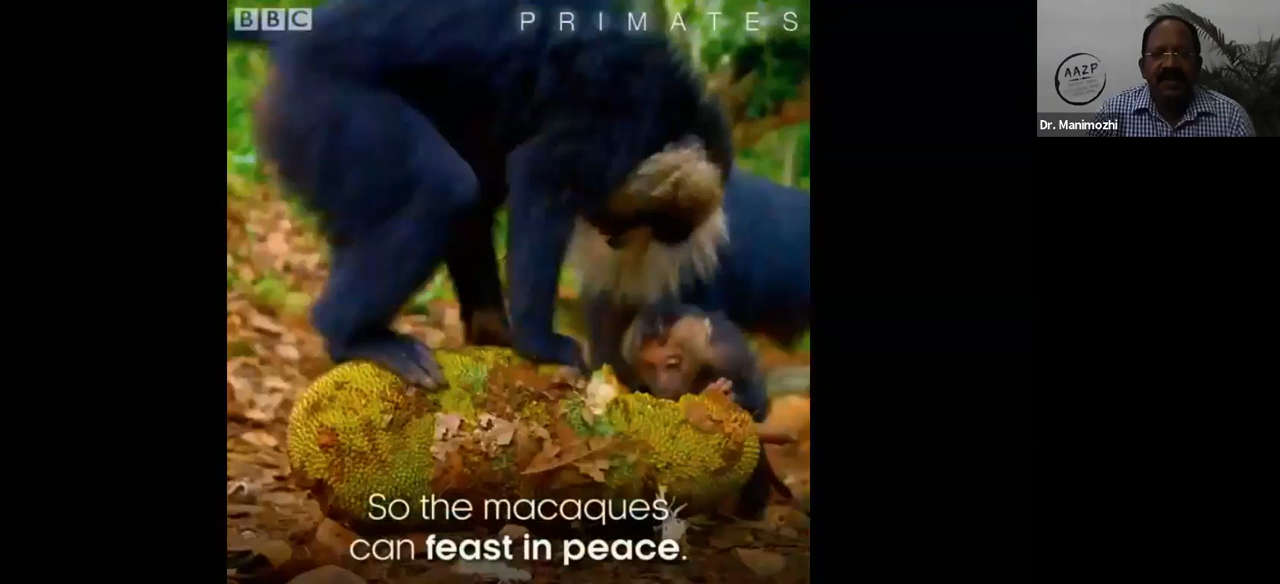 BBC
PRIMATES
AAZP
Dr. Manimozhi
So the macaques
can feast in peace.